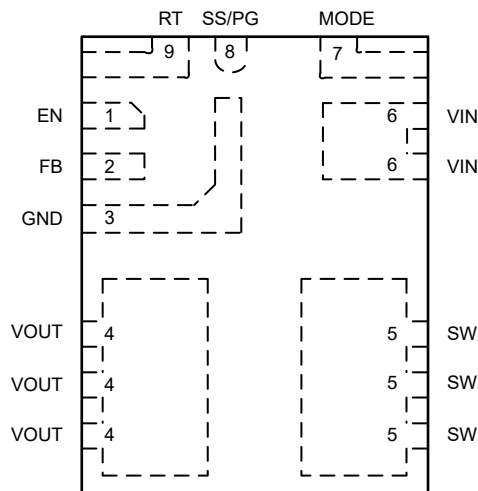 RT SS/PG MODE
9 8 7
EN 1 6 VIN
FB 2 6 VIN
GND 3
VOUT 4 5 SW
VOUT 4 5 SW
VOUT 4 5 SW